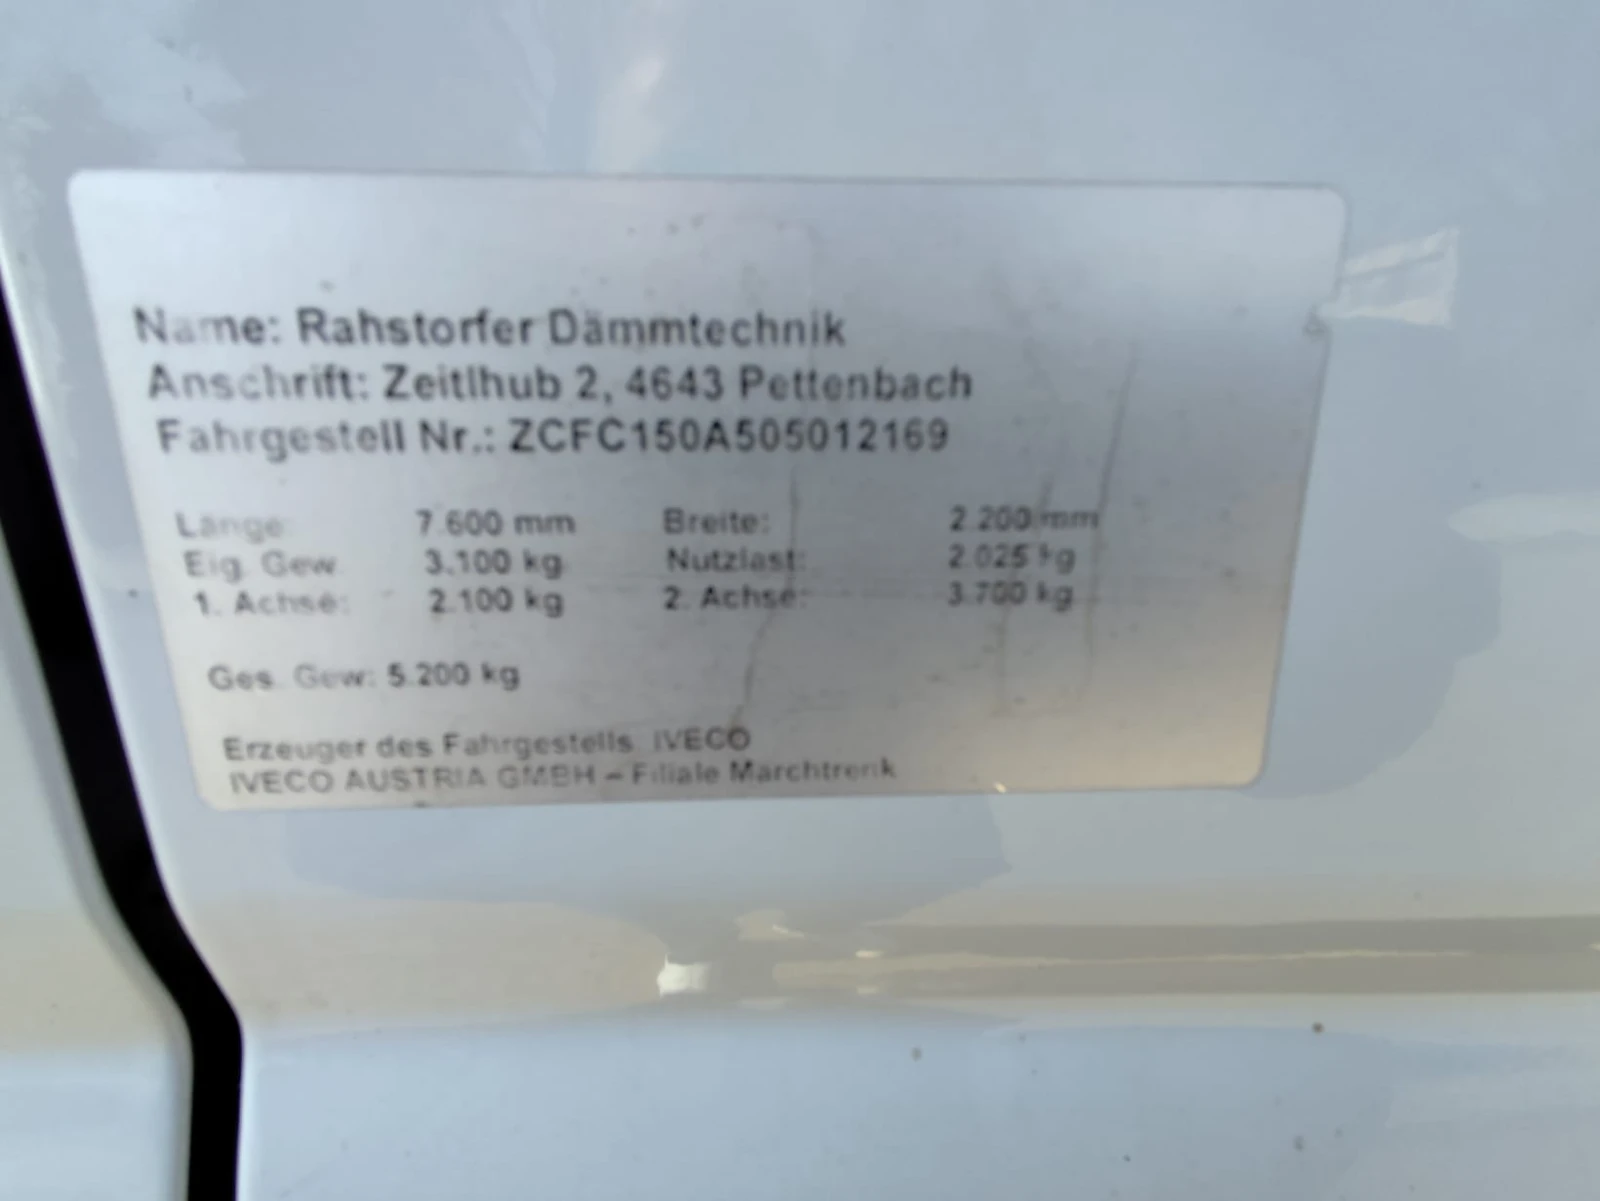 Name: Rahstorfer Dämmtechnik
Anschrift: Zeitlhub 2, 4643 Pettenbach
Fahrgestell Nr.: ZCFC150A505012169
Länge: 7.600 mm Breite: 2.200 mm
Eig. Gew. 3.100 kg Nutzlast: 2.025 kg
1. Achse: 2.100 kg 2. Achse: 3.700 kg
Ges. Gew: 5.200 kg
Erzeuger des Fahrgestells: IVECO
IVECO AUSTRIA GMBH – Filiale Marchtrenk